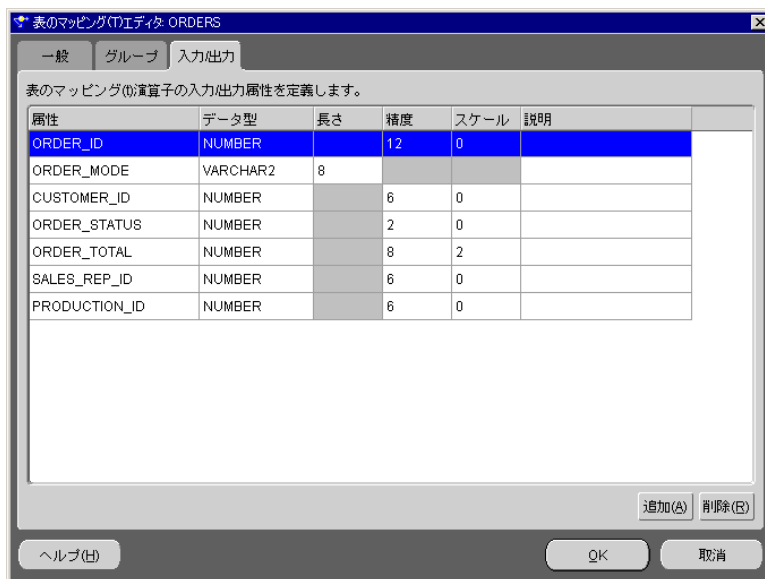 表のマッピング(T)エディタ: ORDERS
一般 グループ 入力/出力
表のマッピング(t)演算子の入力/出力属性を定義します。
属性 データ型 長さ 精度 スケール 説明
ORDER_ID NUMBER 12 0
ORDER_MODE VARCHAR2 8
CUSTOMER_ID NUMBER 6 0
ORDER_STATUS NUMBER 2 0
ORDER_TOTAL NUMBER 8 2
SALES_REP_ID NUMBER 6 0
PRODUCTION_ID NUMBER 6 0
追加(A) 削除(R)
ヘルプ(H) OK 取消